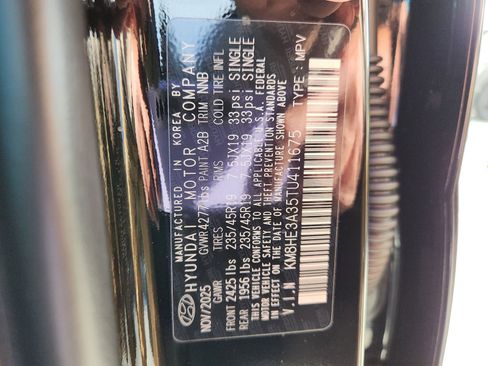 MANUFACTURED IN KOREA BY
HYUNDAI MOTOR COMPANY
NOV/2025 GVWR 4277 lbs PAINT A2B TRIM NNB
GAWR TIRES RIMS COLD TIRE INFL
FRONT 2425 lbs 235/45R19 7.5JX19 33psi SINGLE
REAR 1956 lbs 235/45R19 7.5JX19 33psi SINGLE
THIS VEHICLE CONFORMS TO ALL APPLICABLE U.S.A. FEDERAL
MOTOR VEHICLE SAFETY AND THEFT PREVENTION STANDARDS
IN EFFECT ON THE DATE OF MANUFACTURE SHOWN ABOVE
V.I.N KM8HE3A35TU411675 TYPE: MPV